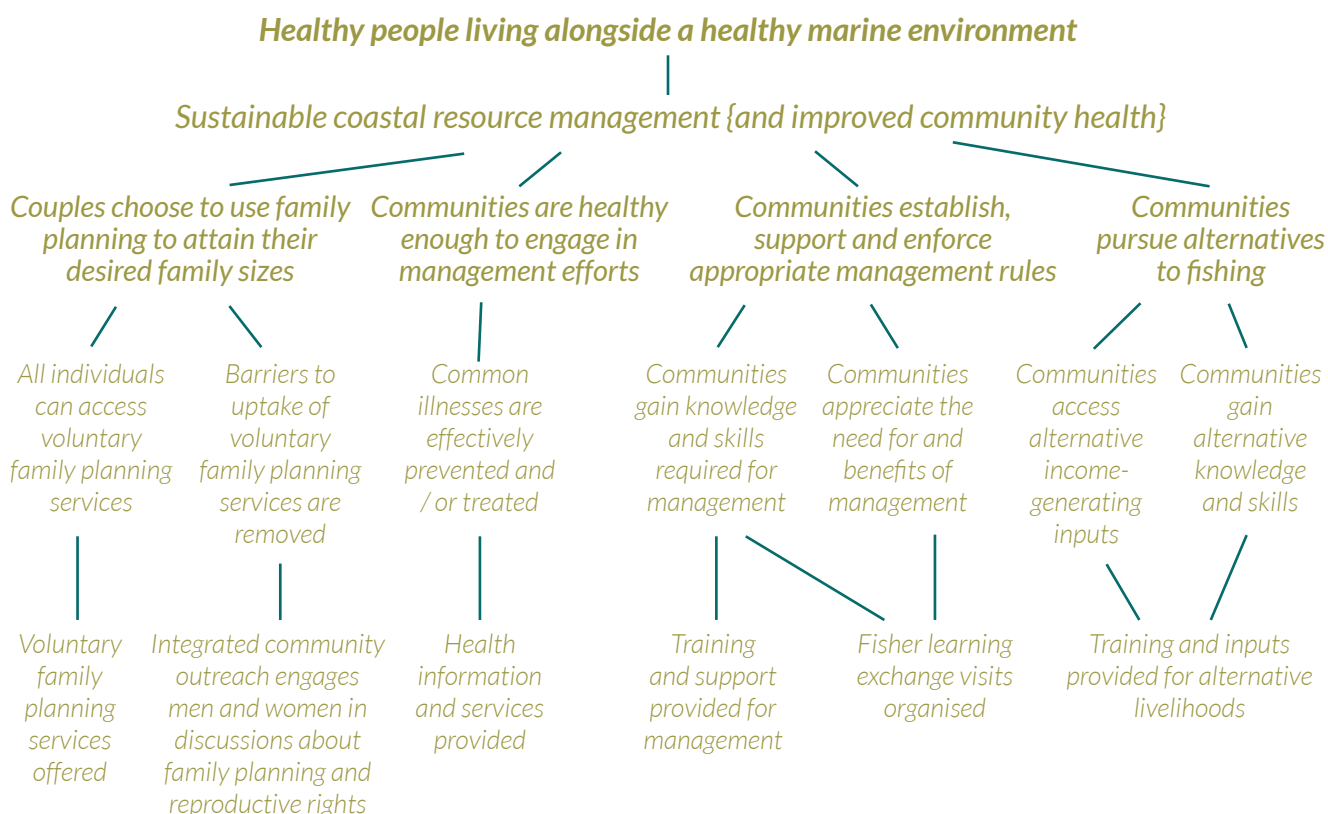 Healthy people living alongside a healthy marine environment
Sustainable coastal resource management {and improved community health}
Couples choose to use family
planning to attain their
desired family sizes
Communities are healthy
enough to engage in
management efforts
Communities establish,
support and enforce
appropriate management rules
Communities
pursue alternatives
to fishing
All individuals
can access
voluntary
family planning
services
Barriers to
uptake of
voluntary
family planning
services are
removed
Common
illnesses are
effectively
prevented and
/ or treated
Communities
gain knowledge
and skills
required for
management
Communities
appreciate the
need for and
benefits of
management
Communities
access
alternative
income-
generating
inputs
Communities
gain
alternative
knowledge
and skills
Voluntary
family
planning
services
offered
Integrated community
outreach engages
men and women in
discussions about
family planning and
reproductive rights
Health
information
and services
provided
Training
and support
provided for
management
Fisher learning
exchange visits
organised
Training and inputs
provided for alternative
livelihoods